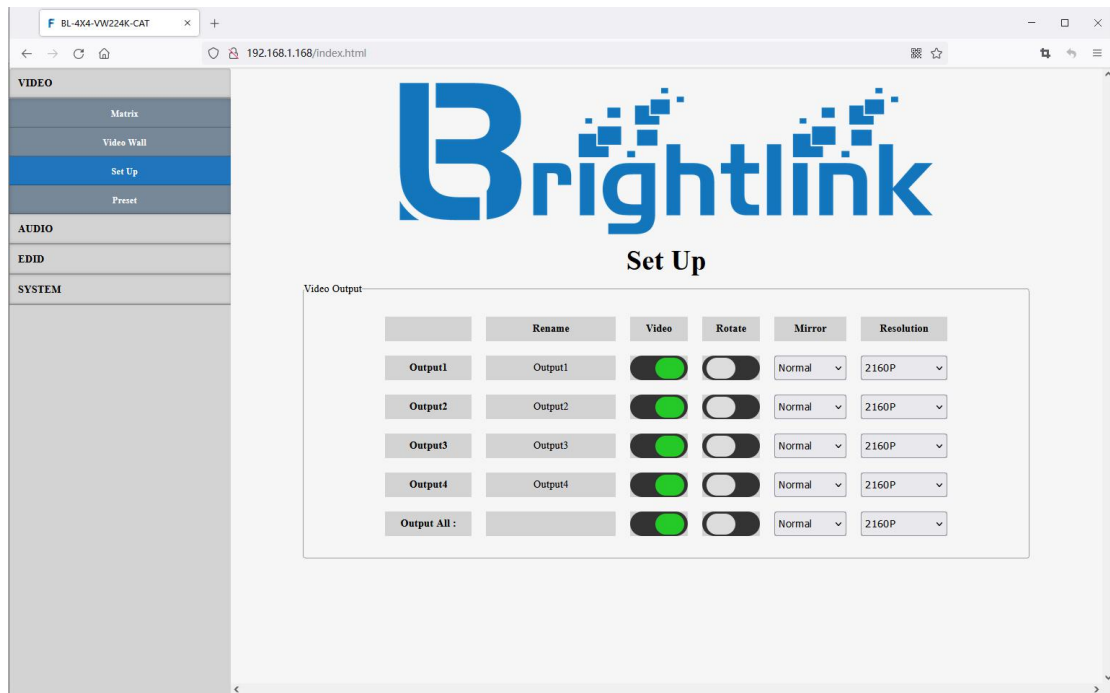 BL-4X4-VW224K-CAT
192.168.1.168/index.html
VIDEO
Matrix
Video Wall
Set Up
Preset
AUDIO
EDID
SYSTEM
Brightlink
Set Up
Video Output
Rename Video Rotate Mirror Resolution
Output1 Output1 Normal 2160P
Output2 Output2 Normal 2160P
Output3 Output3 Normal 2160P
Output4 Output4 Normal 2160P
Output All : Normal 2160P